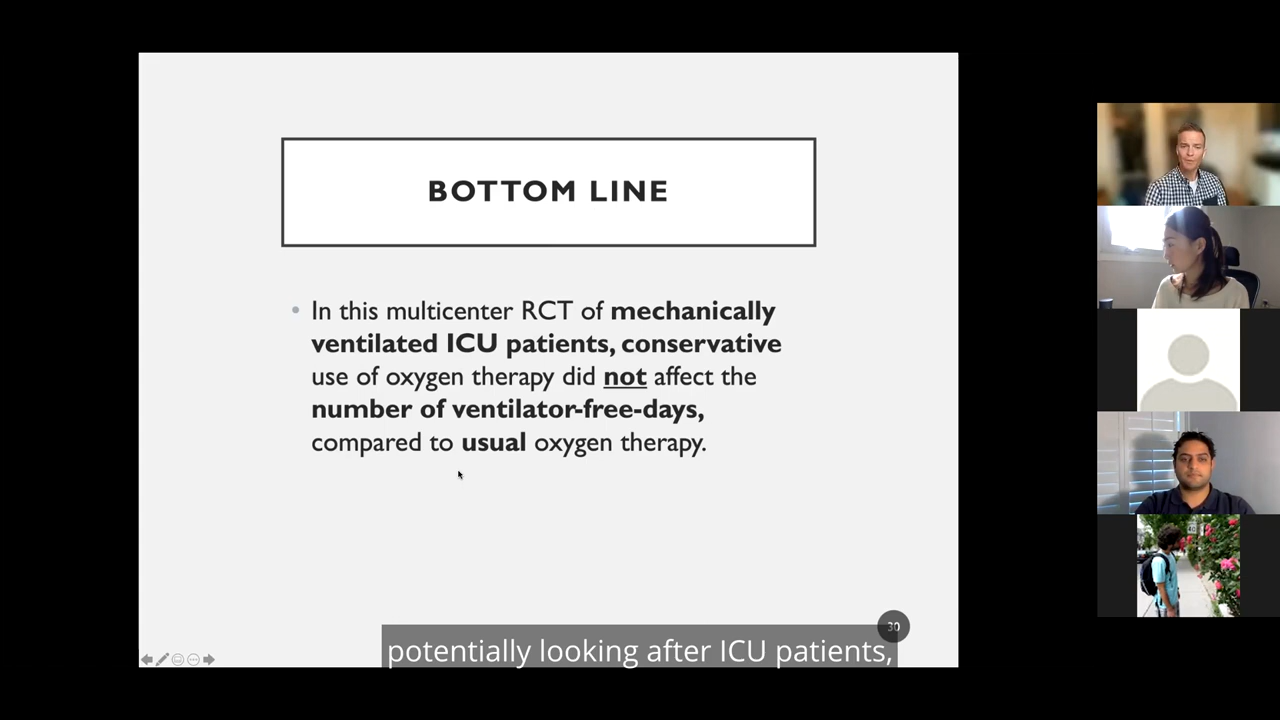 BOTTOM LINE
• In this multicenter RCT of mechanically
ventilated ICU patients, conservative
use of oxygen therapy did not affect the
number of ventilator-free-days,
compared to usual oxygen therapy.
30
potentially looking after ICU patients,